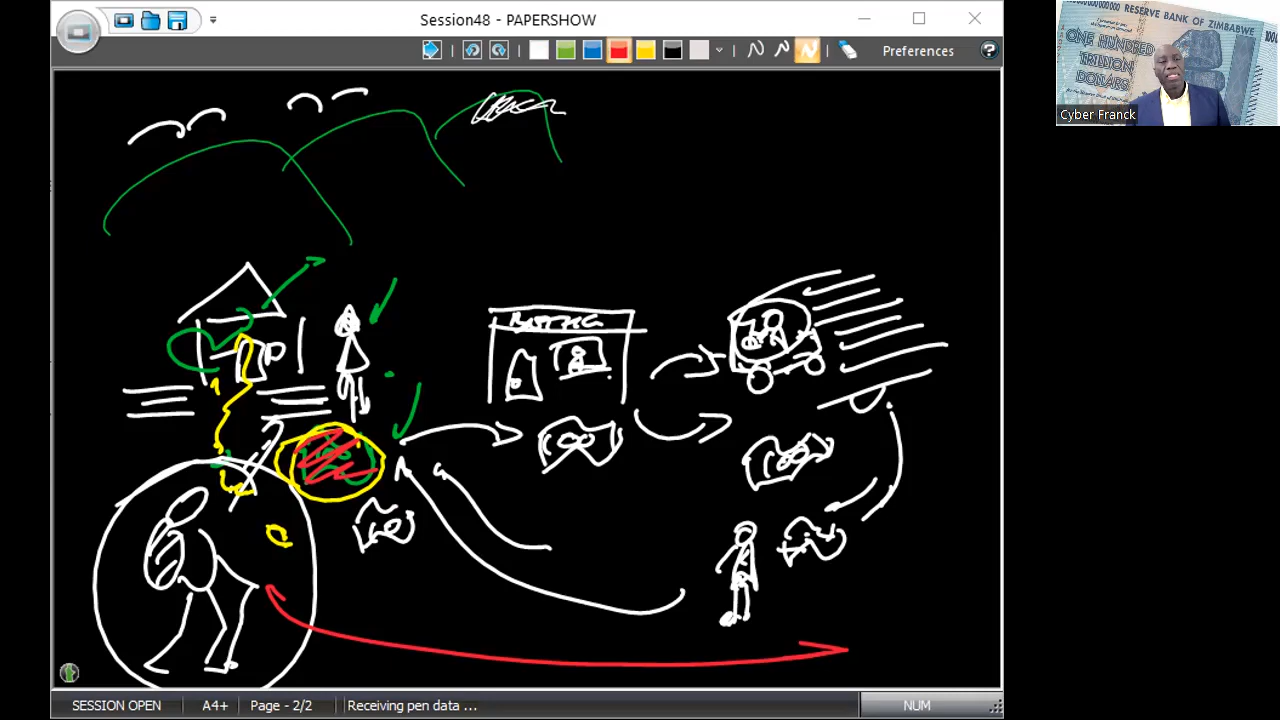 Session48 - PAPERSHOW
Preferences
RESERVE BANK OF ZIMBABWE
ONE HUNDRED
TRILLION
DOLLARS
Cyber Franck
SESSION OPEN
A4+
Page - 2/2
Receiving pen data ...
NUM